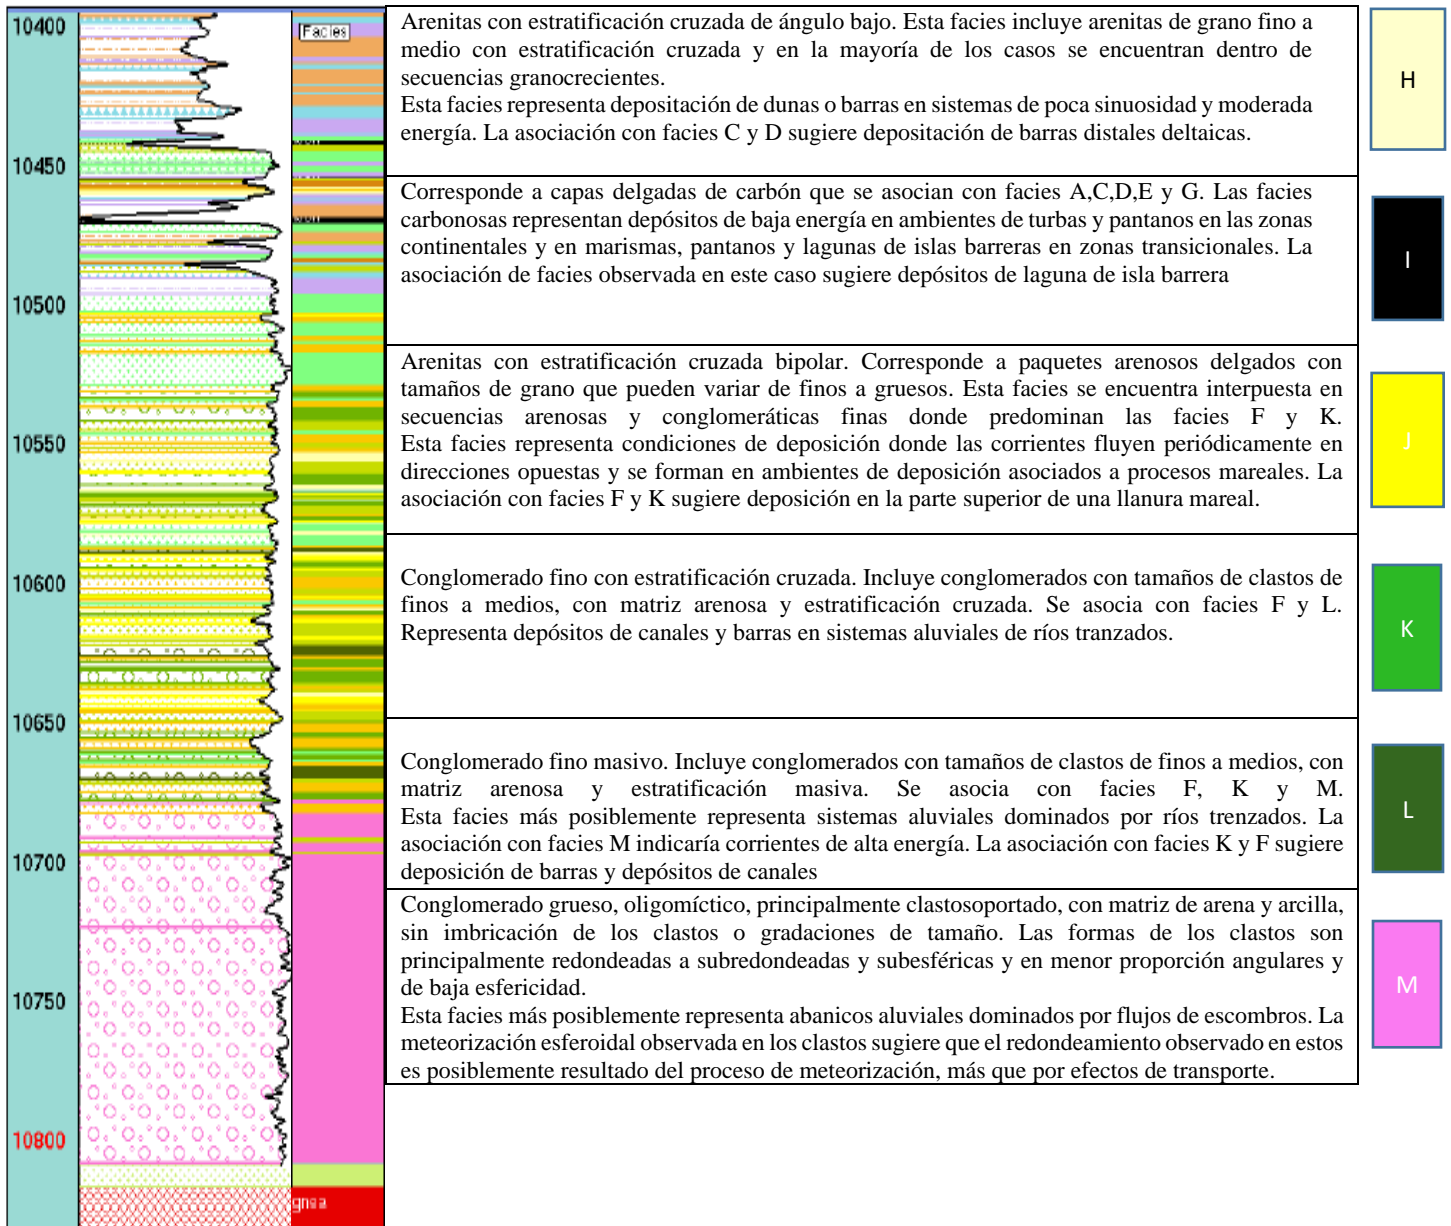 10400
10450
10500
10550
10600
10650
10700
10750
10800
Facies
gnea
Arenitas con estratificación cruzada de ángulo bajo. Esta facies incluye arenitas de grano fino a
medio con estratificación cruzada y en la mayoría de los casos se encuentran dentro de
secuencias granocrecientes.
Esta facies representa depositación de dunas o barras en sistemas de poca sinuosidad y moderada
energía. La asociación con facies C y D sugiere depositación de barras distales deltaicas.
H
Corresponde a capas delgadas de carbón que se asocian con facies A,C,D,E y G. Las facies
carbonosas representan depósitos de baja energía en ambientes de turbas y pantanos en las zonas
continentales y en marismas, pantanos y lagunas de islas barreras en zonas transicionales. La
asociación de facies observada en este caso sugiere depósitos de laguna de isla barrera
I
Arenitas con estratificación cruzada bipolar. Corresponde a paquetes arenosos delgados con
tamaños de grano que pueden variar de finos a gruesos. Esta facies se encuentra interpuesta en
secuencias arenosas y conglomeráticas finas donde predominan las facies F y K.
Esta facies representa condiciones de deposición donde las corrientes fluyen periódicamente en
direcciones opuestas y se forman en ambientes de deposición asociados a procesos mareales. La
asociación con facies F y K sugiere deposición en la parte superior de una llanura mareal.
J
Conglomerado fino con estratificación cruzada. Incluye conglomerados con tamaños de clastos de
finos a medios, con matriz arenosa y estratificación cruzada. Se asocia con facies F y L.
Representa depósitos de canales y barras en sistemas aluviales de ríos tranzados.
K
Conglomerado fino masivo. Incluye conglomerados con tamaños de clastos de finos a medios, con
matriz arenosa y estratificación masiva. Se asocia con facies F, K y M.
Esta facies más posiblemente representa sistemas aluviales dominados por ríos trenzados. La
asociación con facies M indicaría corrientes de alta energía. La asociación con facies K y F sugiere
deposición de barras y depósitos de canales
L
Conglomerado grueso, oligomíctico, principalmente clastosoportado, con matriz de arena y arcilla,
sin imbricación de los clastos o gradaciones de tamaño. Las formas de los clastos son
principalmente redondeadas a subredondeadas y subesféricas y en menor proporción angulares y
de baja esfericidad.
Esta facies más posiblemente representa abanicos aluviales dominados por flujos de escombros. La
meteorización esferoidal observada en los clastos sugiere que el redondeamiento observado en estos
es posiblemente resultado del proceso de meteorización, más que por efectos de transporte.
M